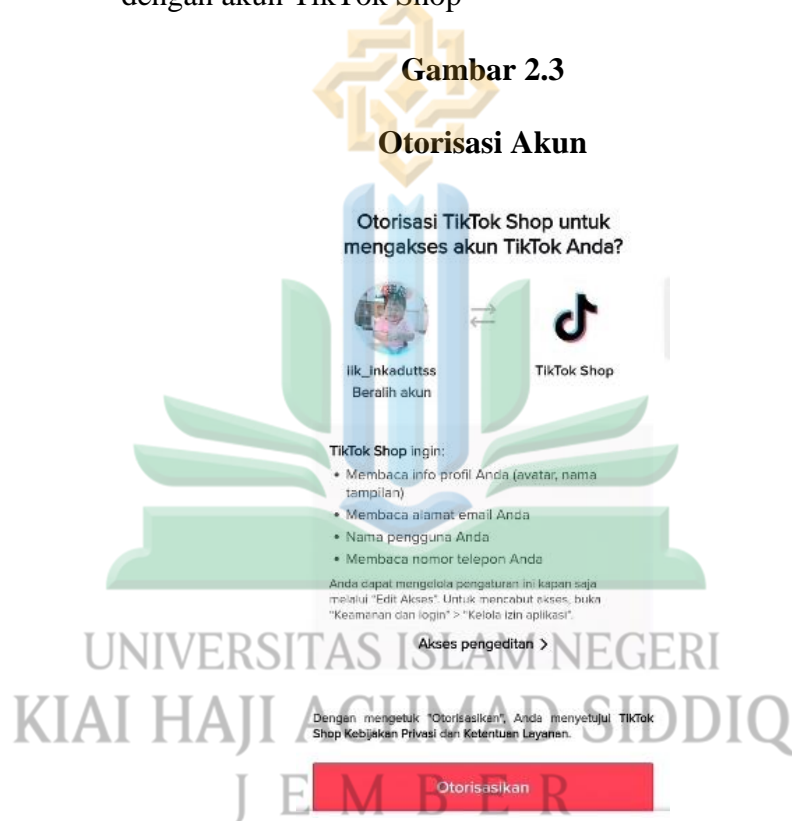 dengan akun TikTok Shop
Gambar 2.3
Otorisasi Akun
Otorisasi TikTok Shop untuk
mengakses akun TikTok Anda?
iik_inkaduttss
Beralih akun
TikTok Shop
TikTok Shop ingin:
• Membaca info profil Anda (avatar, nama
tampilan)
• Membaca alamat email Anda
• Nama pengguna Anda
• Membaca nomor telepon Anda
Anda dapat mengelola pengaturan ini kapan saja
melalui "Edit Akses". Untuk mencabut akses, buka
"Keamanan dan login" > "Kelola izin aplikasi".
Akses pengeditan >
UNIVERSITAS ISLAM NEGERI
KIAI HAJI ACHMAD SIDDIQ
Dengan mengetuk "Otorisasikan", Anda menyetujui TikTok
Shop Kebijakan Privasi dan Ketentuan Layanan.
JEMBER
Otorisasikan